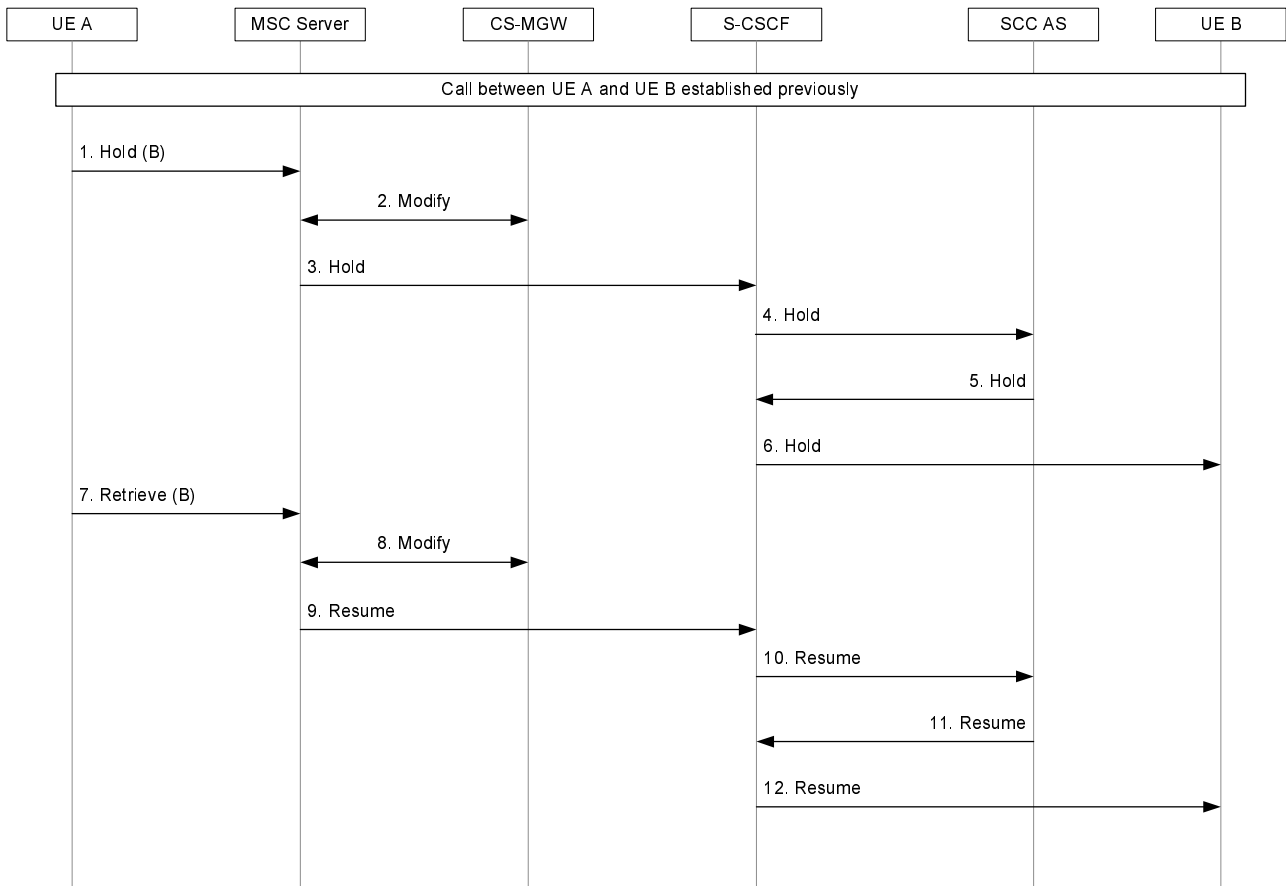 UE A
MSC Server
CS-MGW
S-CSCF
SCC AS
UE B
Call between UE A and UE B established previously
1. Hold (B)
2. Modify
3. Hold
4. Hold
5. Hold
6. Hold
7. Retrieve (B)
8. Modify
9. Resume
10. Resume
11. Resume
12. Resume